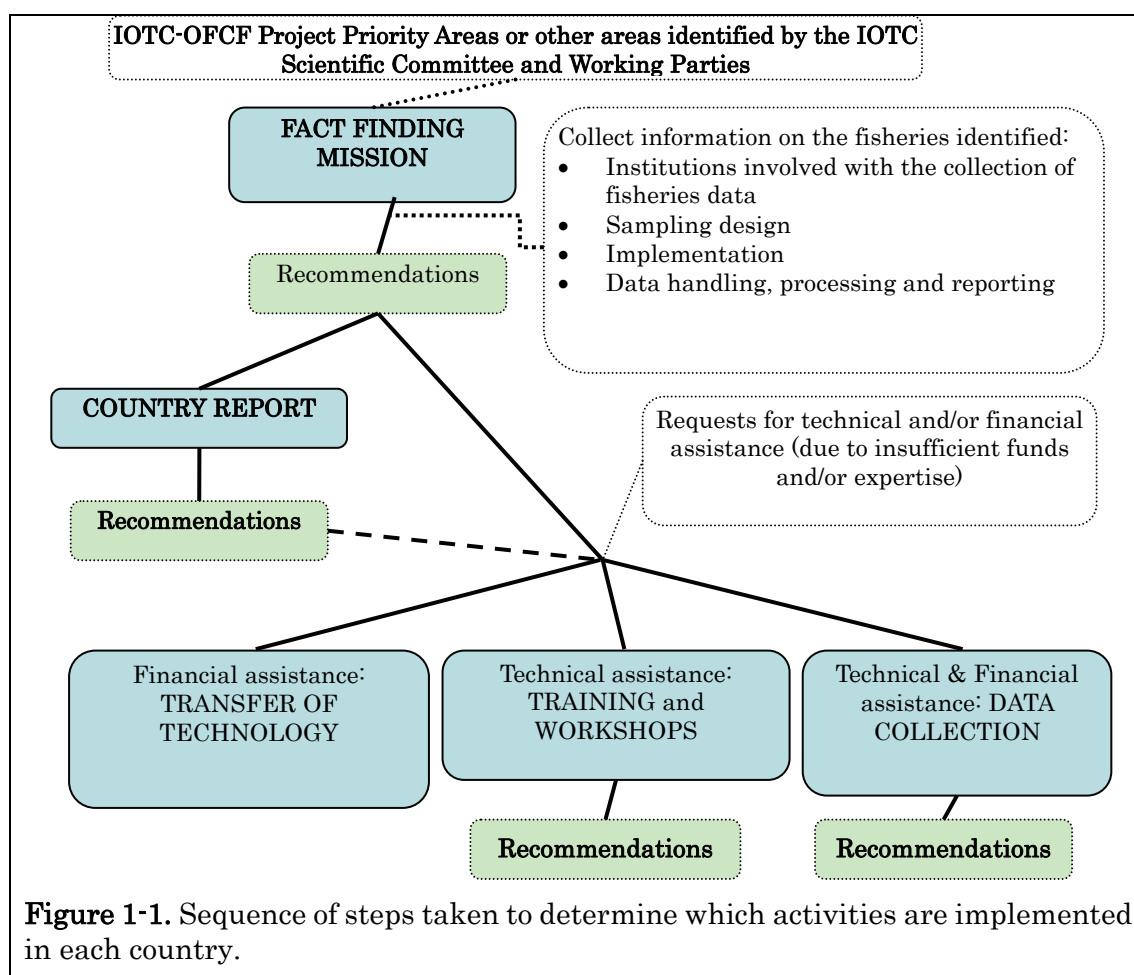 IOTC-OFCF Project Priority Areas or other areas identified by the IOTC
Scientific Committee and Working Parties
FACT FINDING
MISSION
Collect information on the fisheries identified:
• Institutions involved with the collection of
fisheries data
• Sampling design
• Implementation
• Data handling, processing and reporting
Recommendations
COUNTRY REPORT
Requests for technical and/or financial
assistance (due to insufficient funds
and/or expertise)
Recommendations
Financial assistance:
TRANSFER OF
TECHNOLOGY
Technical assistance:
TRAINING and
WORKSHOPS
Technical & Financial
assistance: DATA
COLLECTION
Recommendations
Recommendations
Figure 1-1. Sequence of steps taken to determine which activities are implemented
in each country.